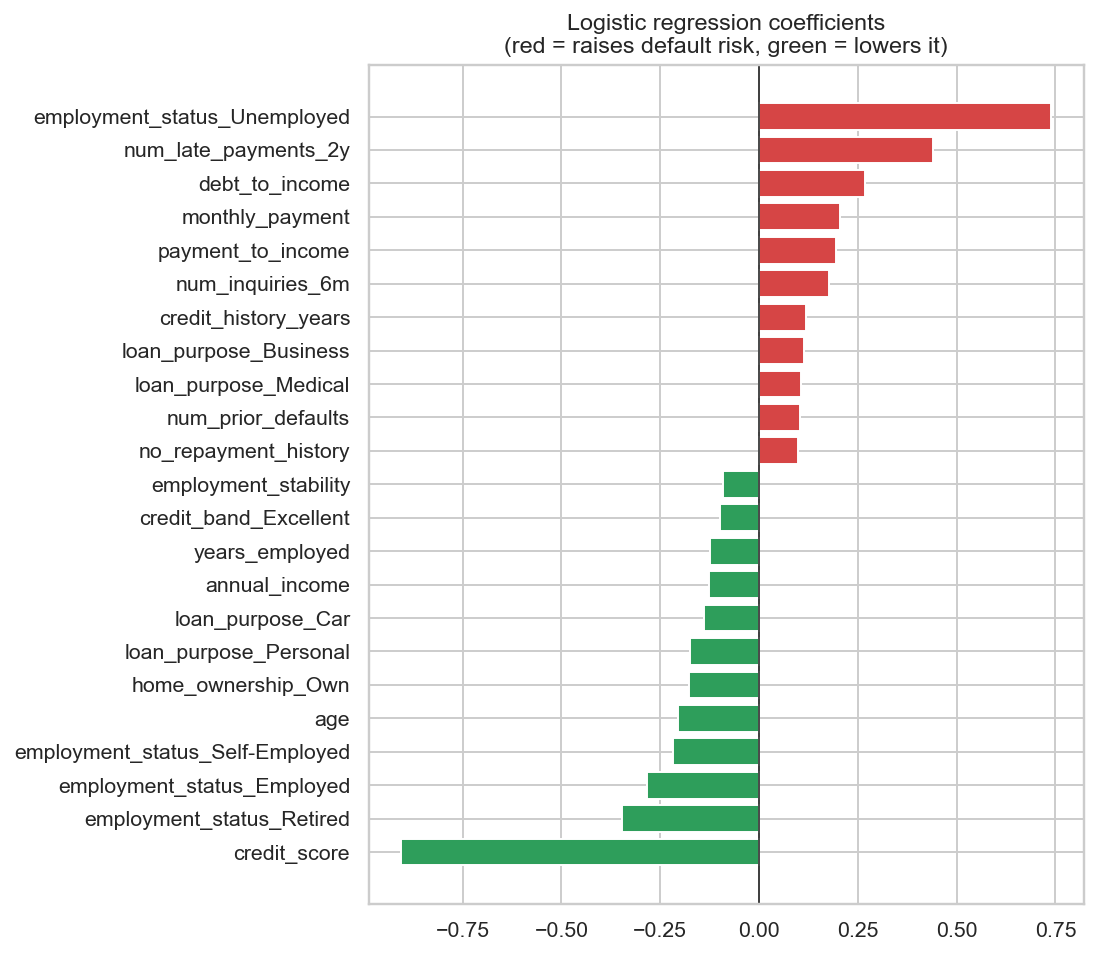 Logistic regression coefficients
(red = raises default risk, green = lowers it)
employment_status_Unemployed
num_late_payments_2y
debt_to_income
monthly_payment
payment_to_income
num_inquiries_6m
credit_history_years
loan_purpose_Business
loan_purpose_Medical
num_prior_defaults
no_repayment_history
employment_stability
credit_band_Excellent
years_employed
annual_income
loan_purpose_Car
loan_purpose_Personal
home_ownership_Own
age
employment_status_Self-Employed
employment_status_Employed
employment_status_Retired
credit_score
−0.75 −0.50 −0.25 0.00 0.25 0.50 0.75